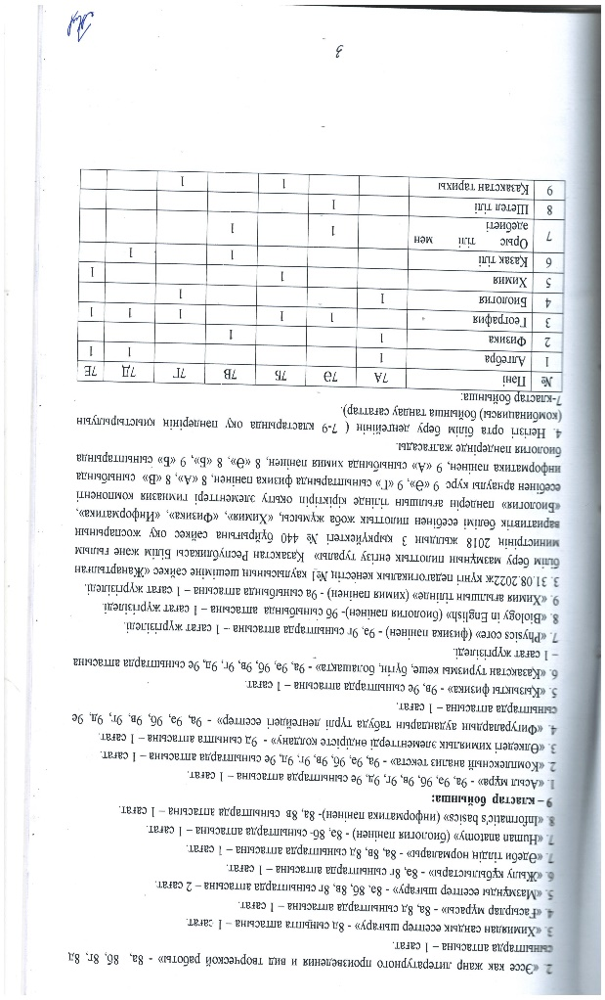 2. «Эссе как жанр литературного произведения и вид творческой работы» - 8а, 8б, 8г, 8д
сыныптарда аптасына – 1 сағат.
3. «Химиядан сандық есептер шығару» - 8д сыныпта аптасына – 1 сағат.
4. «Ғасырлар мұрасы» - 8а, 8д сыныптарда аптасына – 1 сағат.
5. «Мазмұнды есептер шығару» - 8а, 8б, 8в, 8г сыныптарда аптасына – 2 сағат.
6. «Жылу құбылыстары» - 8а, 8г сыныптарда аптасына – 1 сағат.
7. «Әдеби тілдің нормалары» - 8а, 8в, 8д сыныптарда аптасына – 1 сағат.
7. «Human anatomy» (биология пәнінен) - 8а, 8б- сыныптарда аптасына – 1 сағат.
8. «Informatic's basics» (информатика пәнінен)- 8а, 8в сыныптарда аптасына – 1 сағат.
9 – кластар бойынша:
1. «Асыл мұра» - 9а, 9ә, 9б, 9в, 9г, 9д, 9е сыныптарда аптасына – 1 сағат.
2. «Комплексный анализ текста» - 9а, 9ә, 9б, 9в, 9г, 9д, 9е сыныптарда аптасына – 1 сағат.
3. «Өлкедегі химиялық элементтерді өндірісте қолдану» - 9д сыныпта аптасына – 1 сағат.
4. «Фигуралардың аудандарын табуда түрлі деңгейдегі есептер» - 9а, 9ә, 9б, 9в, 9г, 9д, 9е
сыныптарда аптасына – 1 сағат.
5. «Қызықты физика» - 9в, 9е сыныптарда аптасына – 1 сағат.
6. «Қазақстан туризмы кеше, бүгін, болашақта» - 9а, 9ә, 9б, 9в, 9г, 9д, 9е сыныптарда аптасына
– 1 сағат жүргізіледі.
7. «Physics core» (физика пәнінен) - 9ә, 9г сыныптарда аптасына – 1 сағат жүргізіледі.
8. «Biology in English» (биология пәнінен)- 9б сыныбында аптасына – 1 сағат жүргізіледі.
9. «Химия ағылшын тілінде» (химия пәнінен) - 9а сыныбында аптасына – 1 сағат жүргізіледі.
3. 31.08.2022ж күнгі педагогикалық кеңестің №1 қаулысының шешіміне сәйкес «Жаңартылған
білім беру мазмұнын пилоттық енгізу туралы» Қазақстан Республикасы Білім және ғылым
министрінің 2018 жылдың 3 қыркүйектегі № 440 бұйрығына сәйкес оқу жоспарының
вариативтік бөлімі есебінен пилоттық жоба жұмысы, «Химия», «Физика», «Информатика»,
«Биология» пәндерін ағылшын тілінде кіріктіріп оқыту элементтері гимназия компоненті
есебінен арнаулы курс 9 «Ә», 9 «Г» сыныптарында физика пәнінен, 8 «А», 8 «В» сыныбында
информатика пәнінен, 9 «А» сыныбында химия пәнінен, 8 «Ә», 8 «Б», 9 «Б» сыныптарында
биология пәндерінде жалғасады.
4. Негізгі орта білім беру деңгейінің ( 7-9 кластарында оқу пәндерінің қиыстырылуын
(комбинациясы) бойынша таңдау сағаттар).
7-кластар бойынша:
№ Пәні 7А 7Ә 7Б 7В 7Г 7Д 7Е
1 Алгебра 1 1 1
2 Физика 1 1
3 География 1 1 1 1 1
4 Биология 1 1
5 Химия 1 1
6 Қазақ тілі 1 1
7 Орыс тілі мен
әдебиеті 1 1
8 Шетел тілі 1
9 Қазақстан тарихы 1 1
3